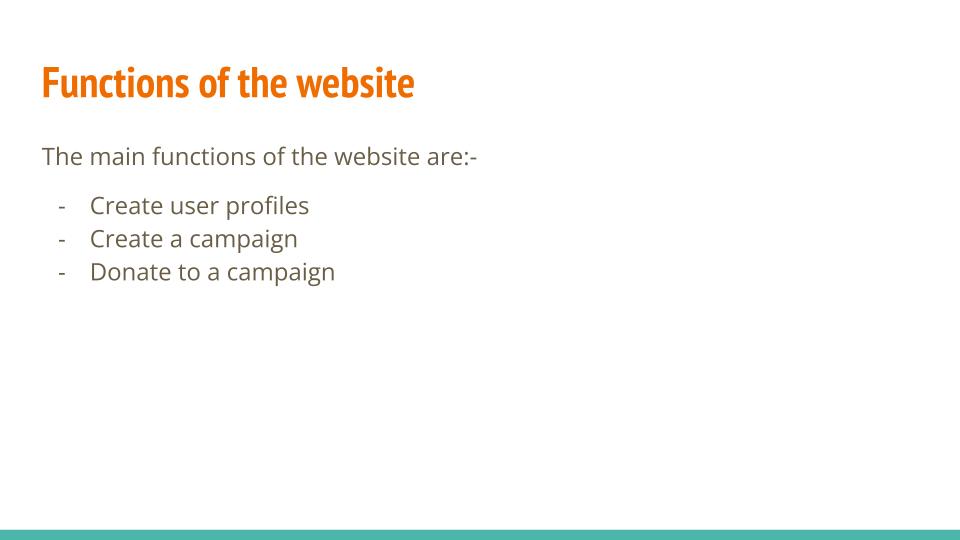 Functions of the website
The main functions of the website are:-
- Create user profiles
- Create a campaign
- Donate to a campaign